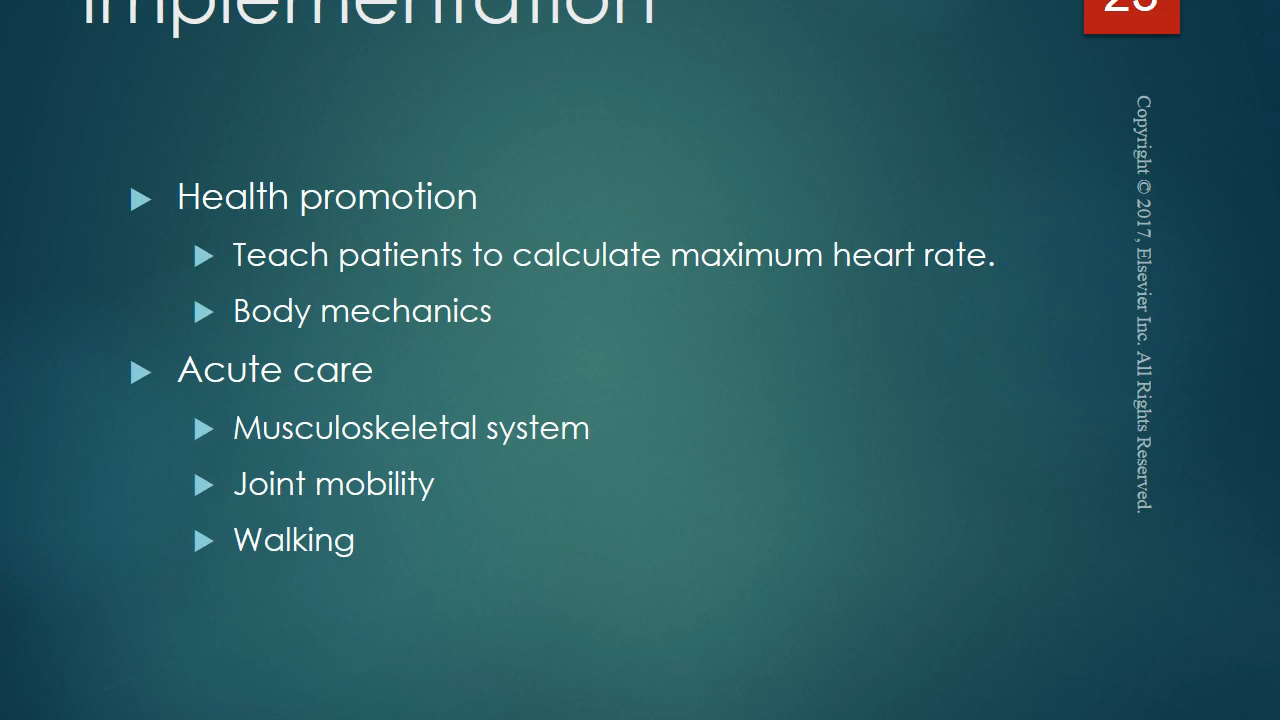 Implementation
Health promotion
Teach patients to calculate maximum heart rate.
Body mechanics
Acute care
Musculoskeletal system
Joint mobility
Walking
Copyright © 2017, Elsevier Inc. All Rights Reserved.